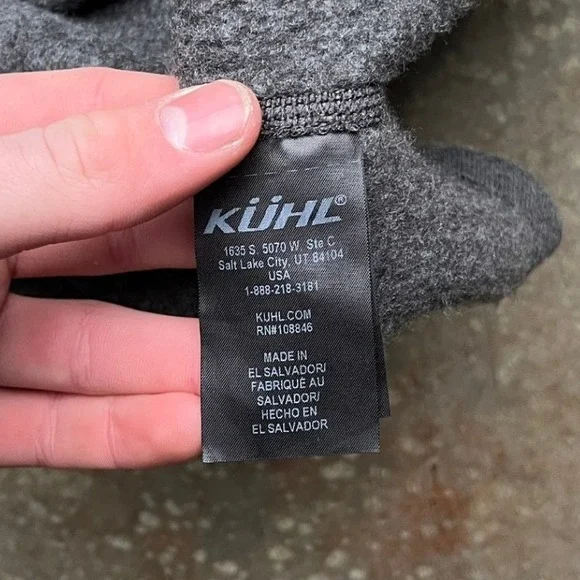 KÜHL®
1635 S. 5070 W. Ste C
Salt Lake City, UT 84104
USA
1-888-218-3181
KUHL.COM
RN#108846
MADE IN
EL SALVADOR/
FABRIQUÉ AU
SALVADOR/
HECHO EN
EL SALVADOR